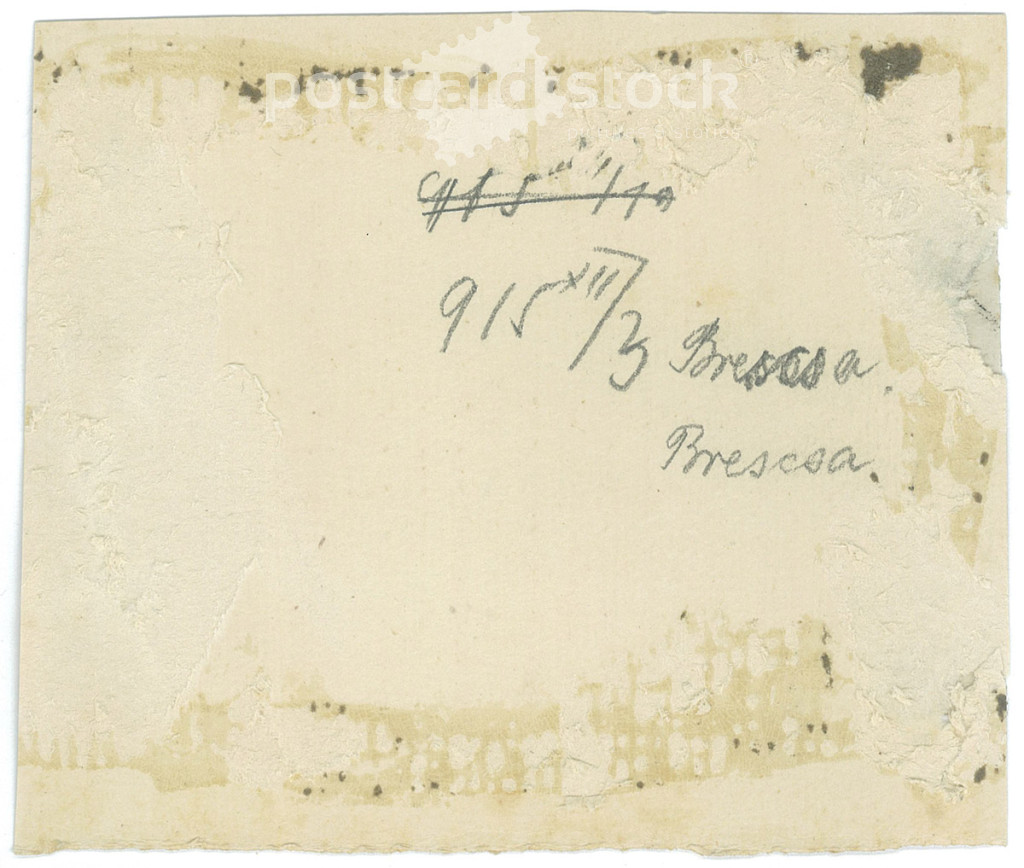 postcard:stock
915 XII/3 Brescsa.
Brescsa.